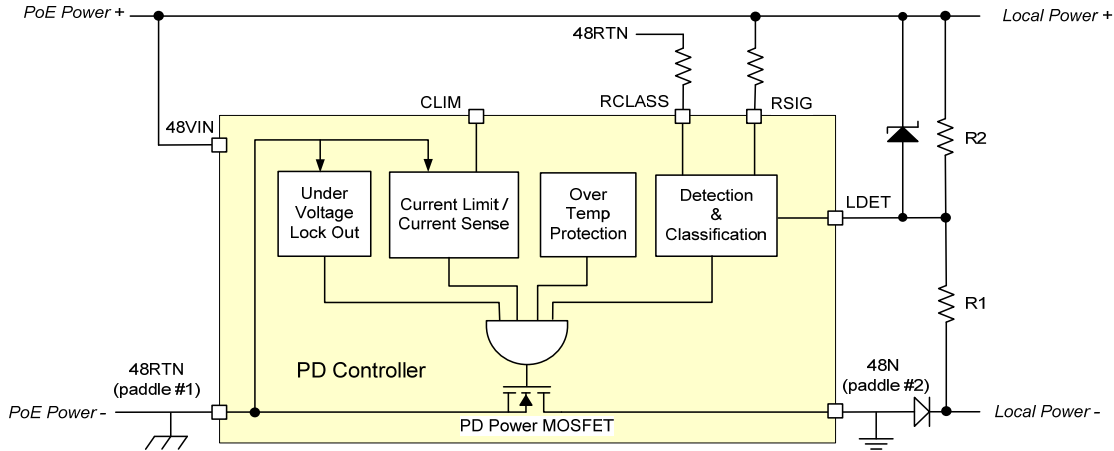 PoE Power +
Local Power +
48RTN
CLIM
RCLASS
RSIG
48VIN
R2
Under
Voltage
Lock Out
Current Limit /
Current Sense
Over
Temp
Protection
Detection
&
Classification
LDET
R1
PD Controller
48RTN
(paddle #1)
48N
(paddle #2)
PoE Power -
Local Power -
PD Power MOSFET